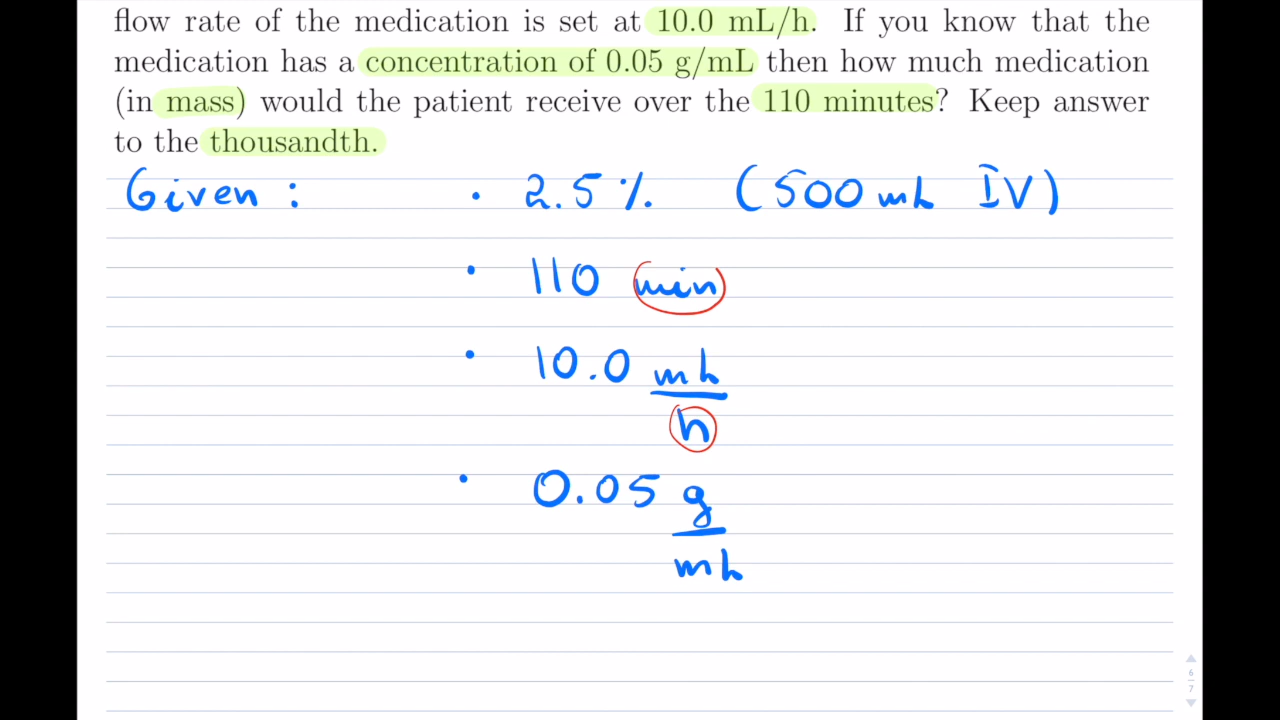 flow rate of the medication is set at 10.0 mL/h. If you know that the
medication has a concentration of 0.05 g/mL then how much medication
(in mass) would the patient receive over the 110 minutes? Keep answer
to the thousandth.
Given : • 2.5 % (500 mL IV)
• 110 min
• 10.0 mL
h
• 0.05 g
mL
6
7